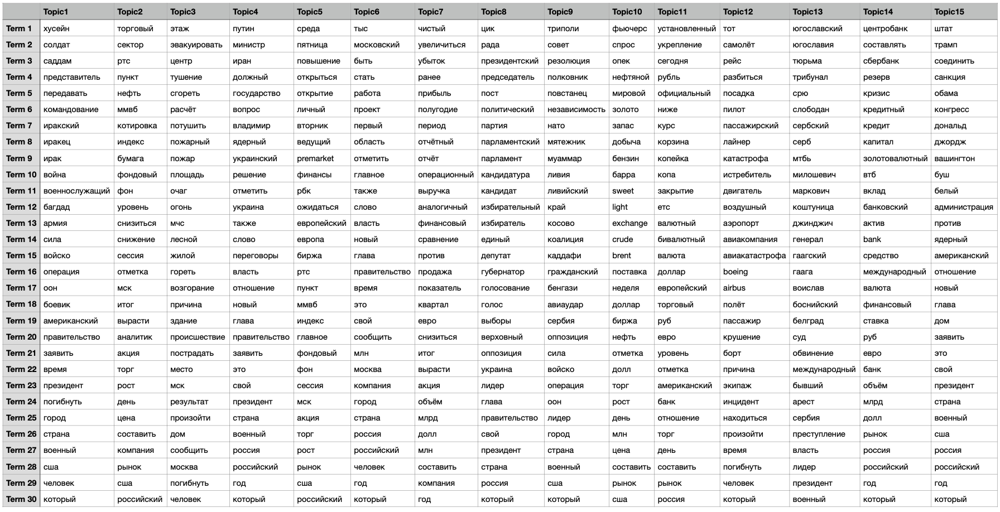 Topic1 Topic2 Topic3 Topic4 Topic5 Topic6 Topic7 Topic8 Topic9 Topic10 Topic11 Topic12 Topic13 Topic14 Topic15
Term 1 хусейн торговый этаж путин среда тыс чистый цик триполи фьючерс установленный тот югославский центробанк штат
Term 2 солдат сектор эвакуировать министр пятница московский увеличиться рада совет спрос укрепление самолёт югославия составлять трамп
Term 3 саддам ртс центр иран повышение быть убыток президентский резолюция опек сегодня рейс тюрьма сбербанк соединить
Term 4 представитель пункт тушение должный открыться стать ранее председатель полковник нефтяной рубль разбиться трибунал резерв санкция
Term 5 передавать нефть сгореть государство открытие работа прибыль пост повстанец мировой официальный посадка срю кризис обама
Term 6 командование ммвб расчёт вопрос личный проект полугодие политический независимость золото ниже пилот слободан кредитный конгресс
Term 7 иракский котировка потушить владимир вторник первый период партия нато запас курс пассажирский сербский кредит дональд
Term 8 иракец индекс пожарный ядерный ведущий область отчётный парламентский мятежник добыча корзина лайнер серб капитал джордж
Term 9 ирак бумага пожар украинский premarket отметить отчёт парламент муаммар бензин копейка катастрофа мтбь золотовалютный вашингтон
Term 10 война фондовый площадь решение финансы главное операционный кандидатура ливия барра копа истребитель милошевич втб буш
Term 11 военнослужащий фон очаг отметить рбк также выручка кандидат ливийский sweet закрытие двигатель маркович вклад белый
Term 12 багдад уровень огонь украина ожидаться слово аналогичный избирательный край light етс воздушный коштуница банковский администрация
Term 13 армия снизиться мчс также европейский власть финансовый избиратель косово exchange валютный аэропорт джинджич актив против
Term 14 сила снижение лесной слово европа новый сравнение единый коалиция crude бивалютный авиакомпания генерал bank ядерный
Term 15 войско сессия жилой переговоры биржа глава против депутат каддафи brent валюта авиакатастрофа гаагский средство американский
Term 16 операция отметка гореть власть ртс правительство продажа губернатор гражданский поставка доллар boeing гаага международный отношение
Term 17 оон мск возгорание отношение пункт время показатель голосование бенгази неделя европейский airbus воислав валюта новый
Term 18 боевик итог причина новый ммвб это квартал голос авиаудар доллар торговый полёт боснийский финансовый глава
Term 19 американский вырасти здание глава индекс свой евро выборы сербия биржа руб пассажир белград ставка дом
Term 20 правительство аналитик происшествие правительство главное сообщить снизиться верховный оппозиция нефть евро крушение суд руб заявить
Term 21 заявить акция пострадать заявить фондовый млн итог оппозиция сила отметка уровень борт обвинение евро это
Term 22 время торг место это фон москва вырасти украина войско долл отметка причина международный банк свой
Term 23 президент рост мск свой сессия компания акция лидер операция торг американский экипаж бывший объём президент
Term 24 погибнуть день результат президент мск город объём глава оон рост банк инцидент арест млрд страна
Term 25 город цена произойти страна акция страна млрд правительство лидер день отношение находиться сербия долл военный
Term 26 страна составить дом военный торг россия долл свой город млн торг произойти преступление рынок сша
Term 27 военный компания сообщить россия рост российский млн президент страна цена день время власть россия россия
Term 28 сша рынок москва российский рынок человек составить страна военный составить составить погибнуть лидер российский российский
Term 29 человек сша погибнуть год сша год компания россия сша рынок рынок человек президент год год
Term 30 который российский человек который российский который год который который сша россия который военный который который